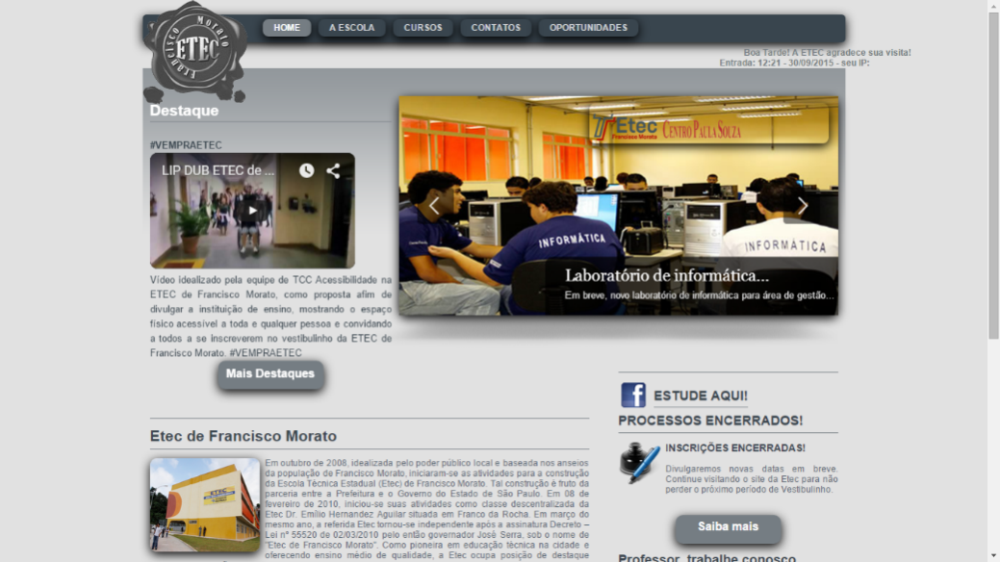 Francisco Morato
ETEC
HOME
A ESCOLA
CURSOS
CONTATOS
OPORTUNIDADES
Boa Tarde! A ETEC agradece sua visita!
Entrada: 12:21 - 30/09/2015 - seu IP:
Destaque
#VEMPRAETEC
LIP DUB ETEC de ...
Vídeo idealizado pela equipe de TCC Acessibilidade na
ETEC de Francisco Morato, como proposta afim de
divulgar a instituição de ensino, mostrando o espaço
físico acessível a toda e qualquer pessoa e convidando
a todos a se inscreverem no vestibulinho da ETEC de
Francisco Morato. #VEMPRAETEC
Mais Destaques
Etec
Francisco Morato
CENTRO PAULA SOUZA
INFORMÁTICA
INFORMÁTICA
Laboratório de informática...
Em breve, novo laboratório de informática para área de gestão...
Etec de Francisco Morato
ETEC
Em outubro de 2008, idealizada pelo poder público local e baseada nos anseios
da população de Francisco Morato, iniciaram-se as atividades para a construção
da Escola Técnica Estadual (Etec) de Francisco Morato. Tal construção é fruto da
parceria entre a Prefeitura e o Governo do Estado de São Paulo. Em 08 de
fevereiro de 2010, iniciou-se suas atividades como classe descentralizada da
Etec Dr. Emílio Hernandez Aguilar situada em Franco da Rocha. Em março do
mesmo ano, a referida Etec tornou-se independente após a assinatura Decreto –
Lei nº 55520 de 02/03/2010 pelo então governador José Serra, sob o nome de
"Etec de Francisco Morato". Como pioneira em educação técnica na cidade e
oferecendo ensino médio de qualidade, a Etec ocupa posição de destaque
ESTUDE AQUI!
PROCESSOS ENCERRADOS!
INSCRIÇÕES ENCERRADAS!
Divulgaremos novas datas em breve.
Continue visitando o site da Etec para não
perder o próximo período de Vestibulinho.
Saiba mais
Professor, trabalhe conosco